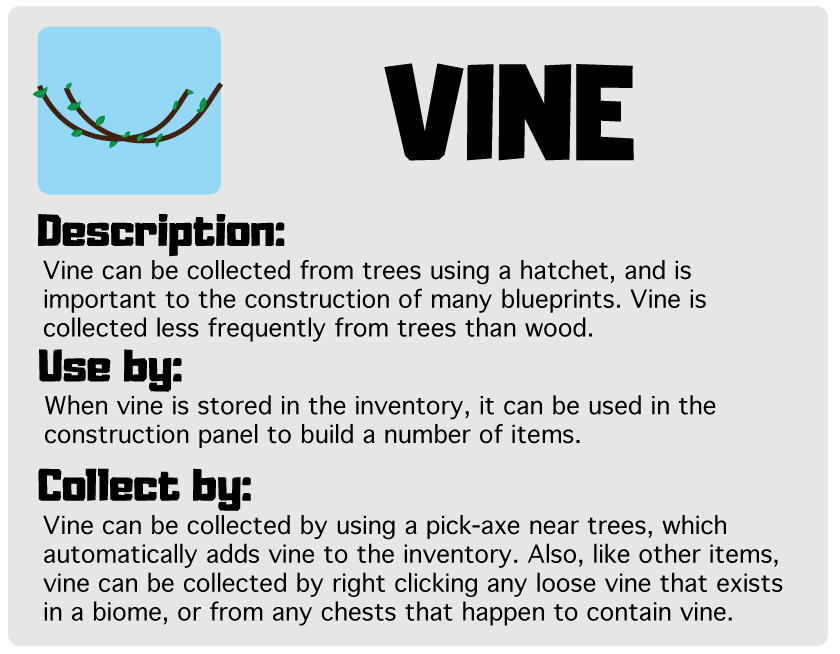 VINE
Description:
Vine can be collected from trees using a hatchet, and is
important to the construction of many blueprints. Vine is
collected less frequently from trees than wood.
Use by:
When vine is stored in the inventory, it can be used in the
construction panel to build a number of items.
Collect by:
Vine can be collected by using a pick-axe near trees, which
automatically adds vine to the inventory. Also, like other items,
vine can be collected by right clicking any loose vine that exists
in a biome, or from any chests that happen to contain vine.